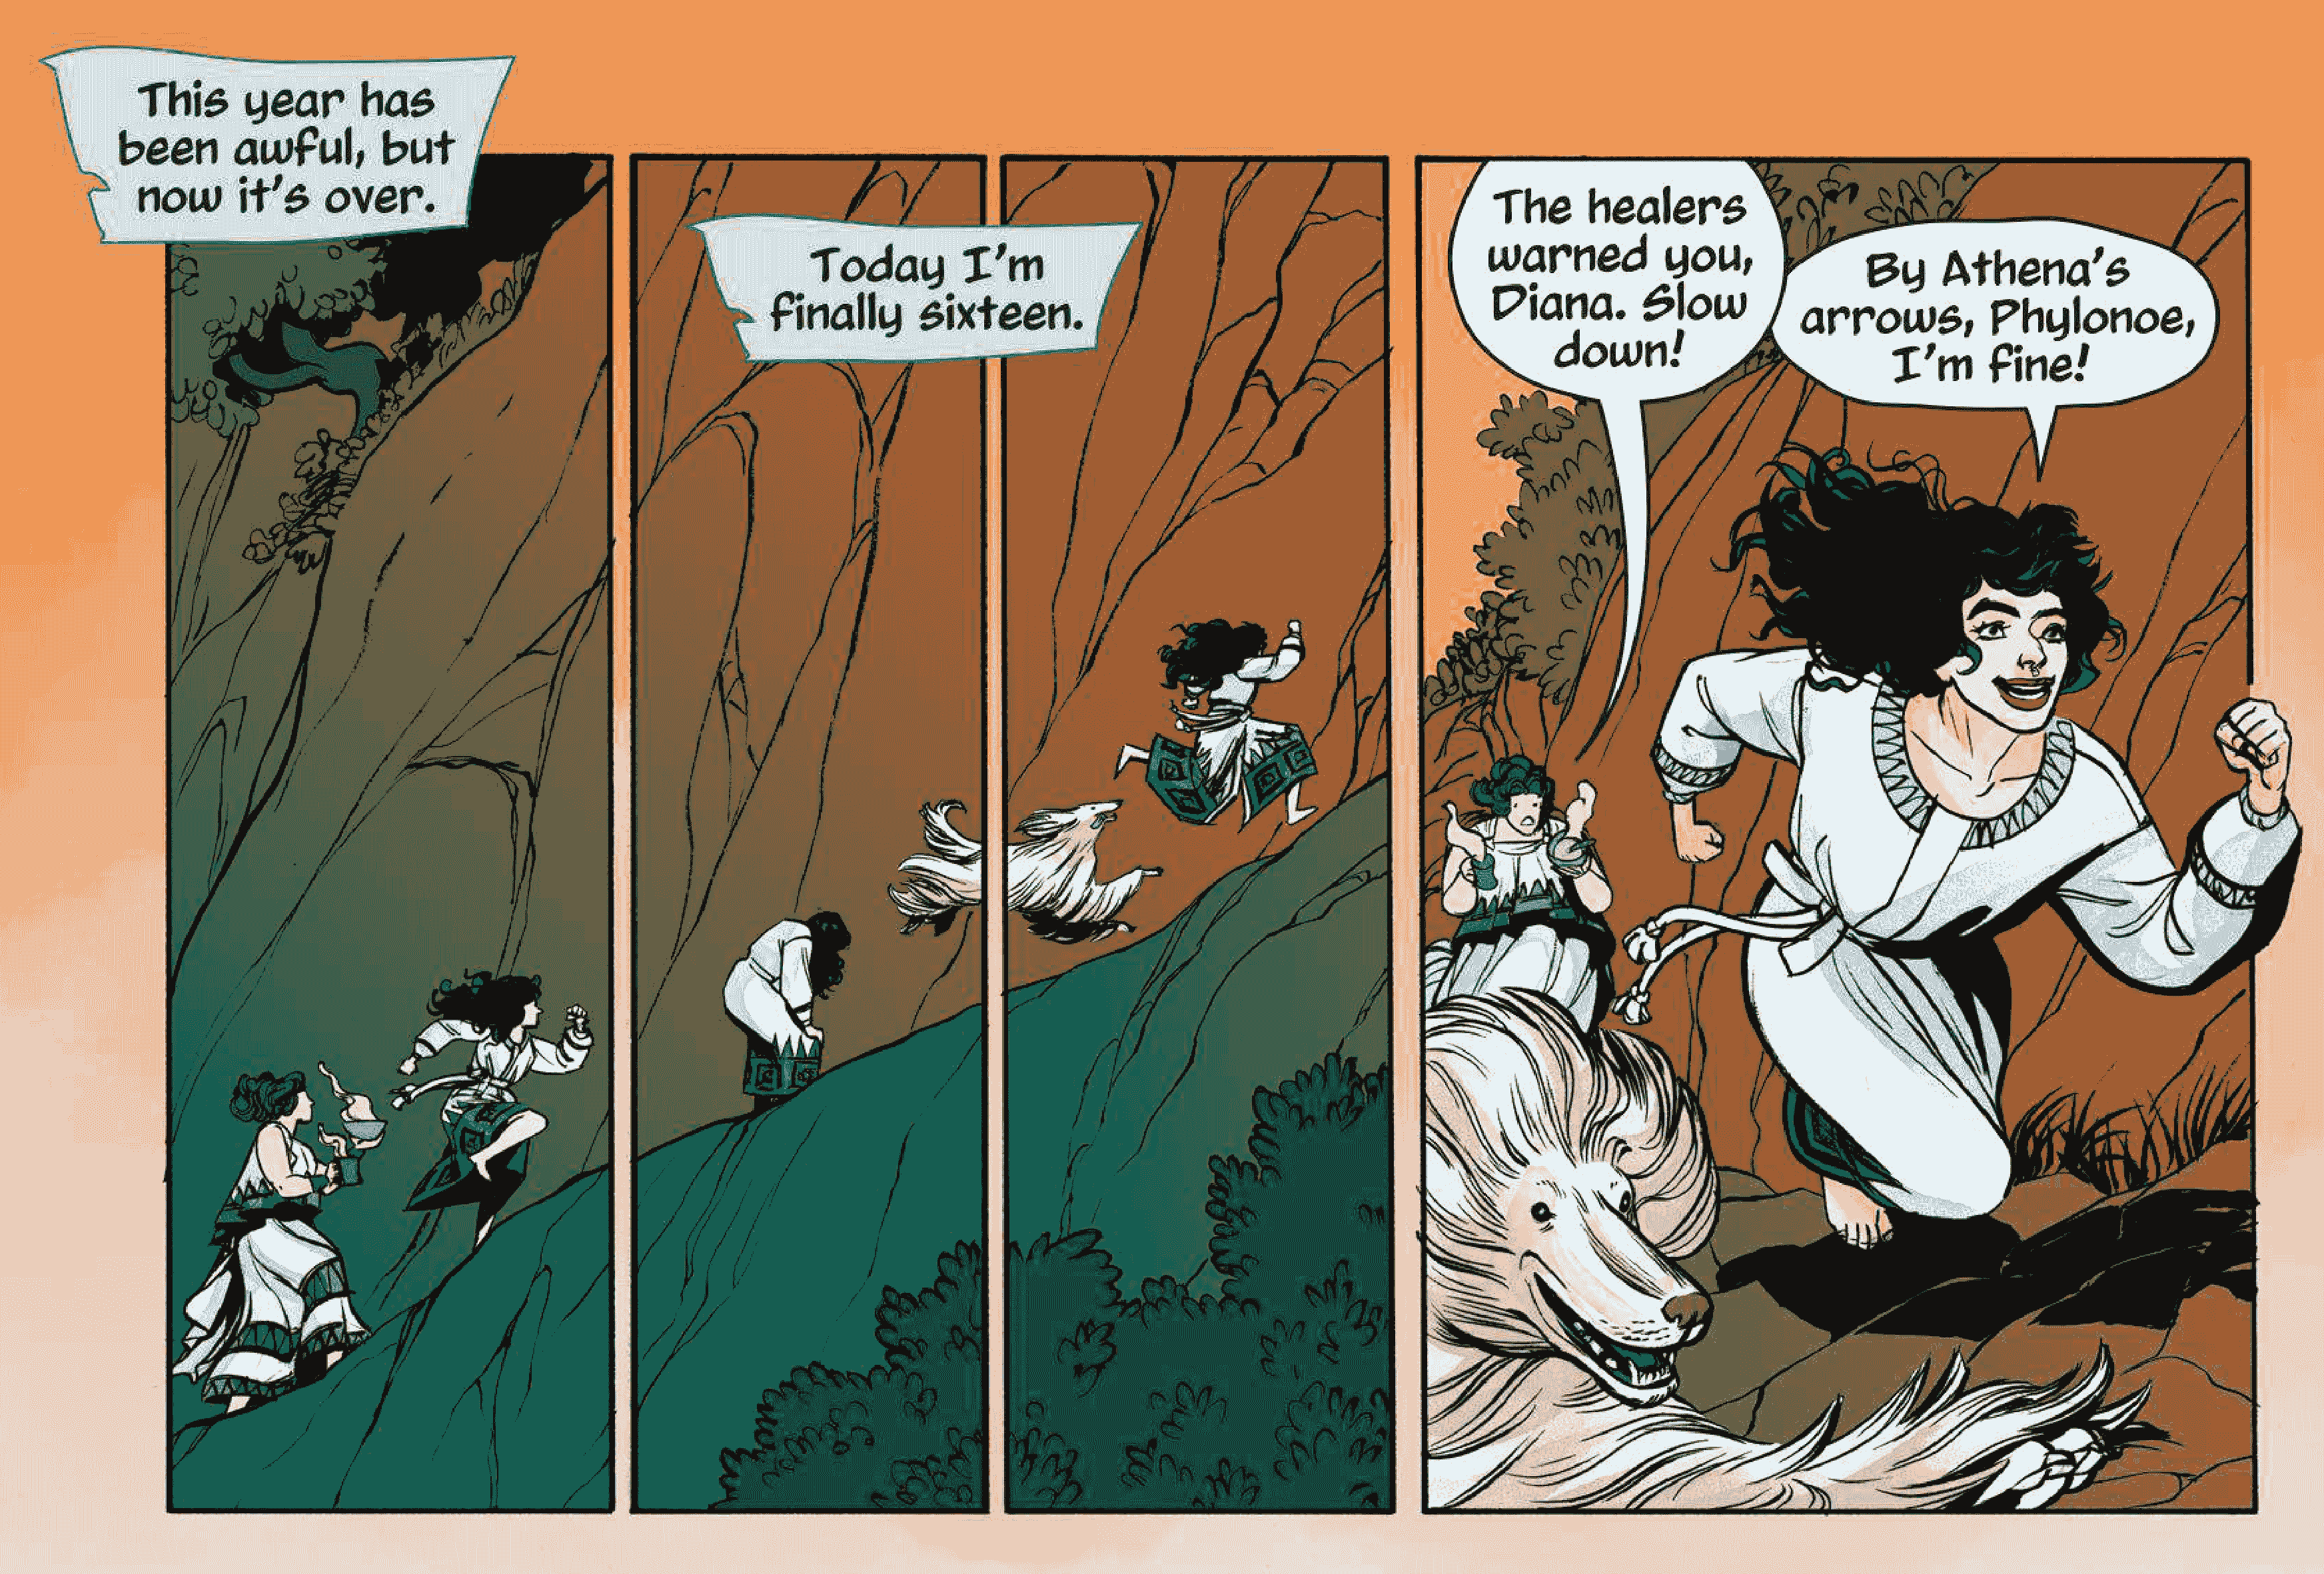 This year has
been awful, but
now it's over.
Today I'm
finally sixteen.
The healers
warned you,
Diana. Slow
down!
By Athena's
arrows, Phylonoe,
I'm fine!